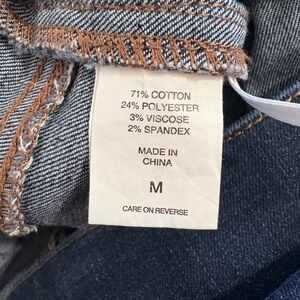 71% COTTON
24% POLYESTER
3% VISCOSE
2% SPANDEX
MADE IN
CHINA
M
CARE ON REVERSE